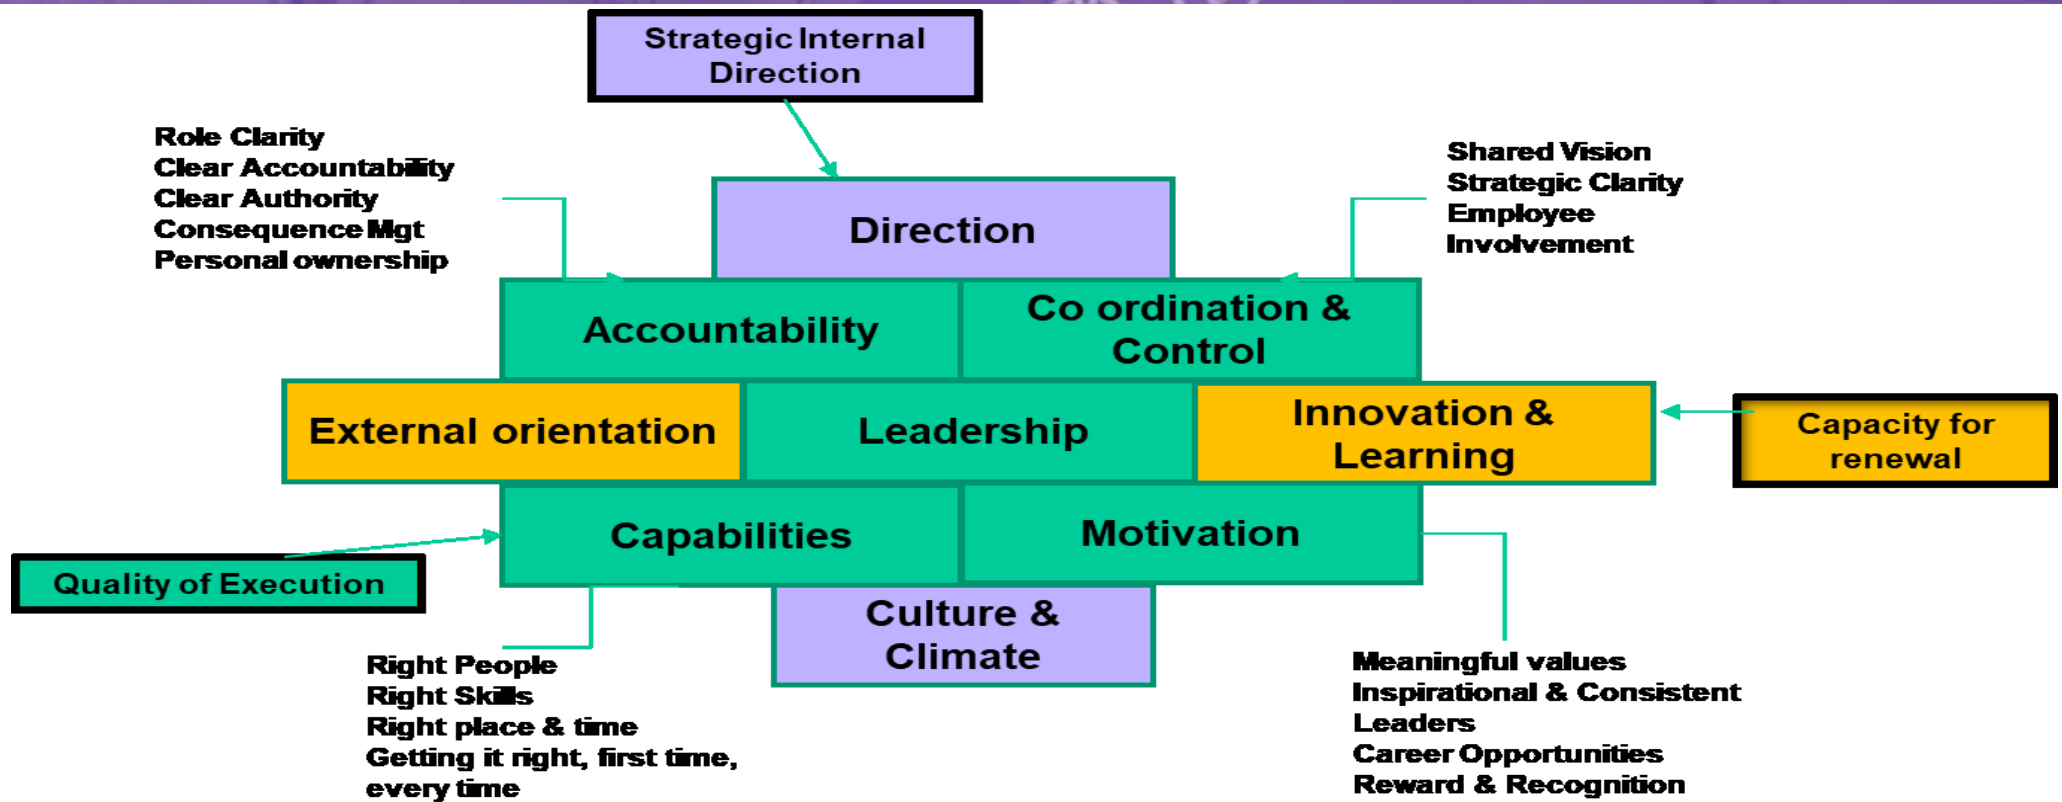 Strategic Internal
Direction
Role Clarity
Clear Accountability
Clear Authority
Consequence Mgt
Personal ownership
Shared Vision
Strategic Clarity
Employee
Involvement
Direction
Accountability
Co ordination &
Control
External orientation
Leadership
Innovation &
Learning
Capacity for
renewal
Capabilities
Motivation
Quality of Execution
Culture &
Climate
Right People
Right Skills
Right place & time
Getting it right, first time,
every time
Meaningful values
Inspirational & Consistent
Leaders
Career Opportunities
Reward & Recognition